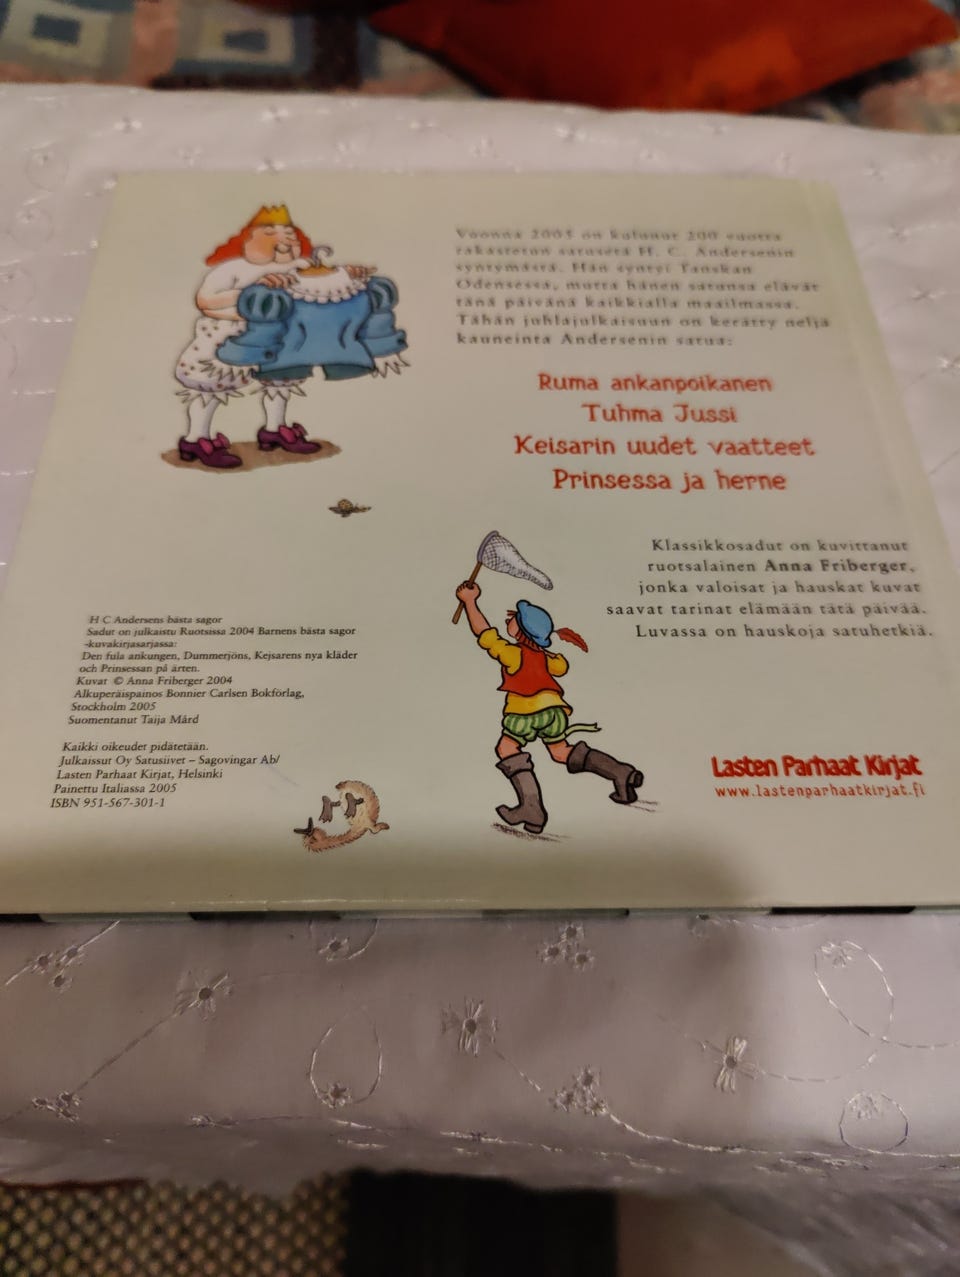 Vuonna 2005 on kulunut 200 vuotta
rakastetun satusetä H. C. Andersenin
syntymästä. Hän syntyi Tanskan
Odensessa, mutta hänen satunsa elävät
tänä päivänä kaikkialla maailmassa.
Tähän juhlajulkaisuun on kerätty neljä
kauneinta Andersenin satua:
Ruma ankanpoikanen
Tuhma Jussi
Keisarin uudet vaatteet
Prinsessa ja herne
Klassikkosadut on kuvittanut
ruotsalainen Anna Friberger,
jonka valoisat ja hauskat kuvat
saavat tarinat elämään tätä päivää.
Luvassa on hauskoja satuhetkiä.
H C Andersens bästa sagor
Sadut on julkaistu Ruotsissa 2004 Barnens bästa sagor
-kuvakirjasarjassa:
Den fula ankungen, Dummerjöns, Kejsarens nya kläder
och Prinsessan på ärten.
Kuvat © Anna Friberger 2004
Alkuperäispainos Bonnier Carlsen Bokförlag,
Stockholm 2005
Suomentanut Taija Mård
Kaikki oikeudet pidätetään.
Julkaissut Oy Satusiivet – Sagovingar Ab/
Lasten Parhaat Kirjat, Helsinki
Painettu Italiassa 2005
ISBN 951-567-301-1
Lasten Parhaat Kirjat
www.lastenparhaatkirjat.fi